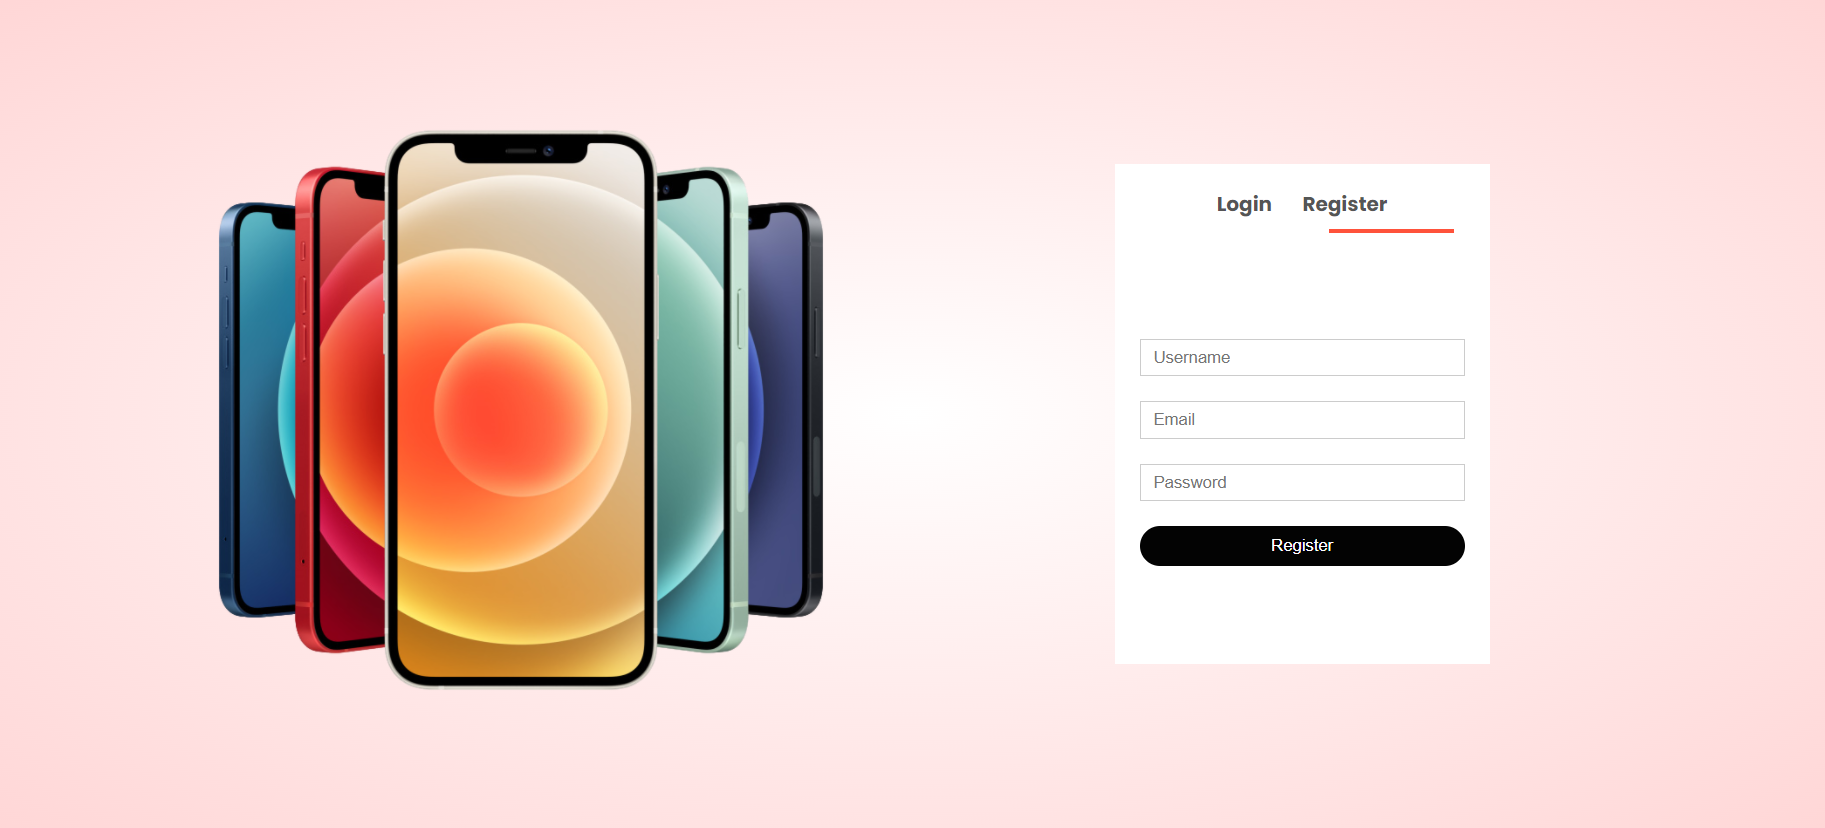 Login Register
Username
Email
Password
Register